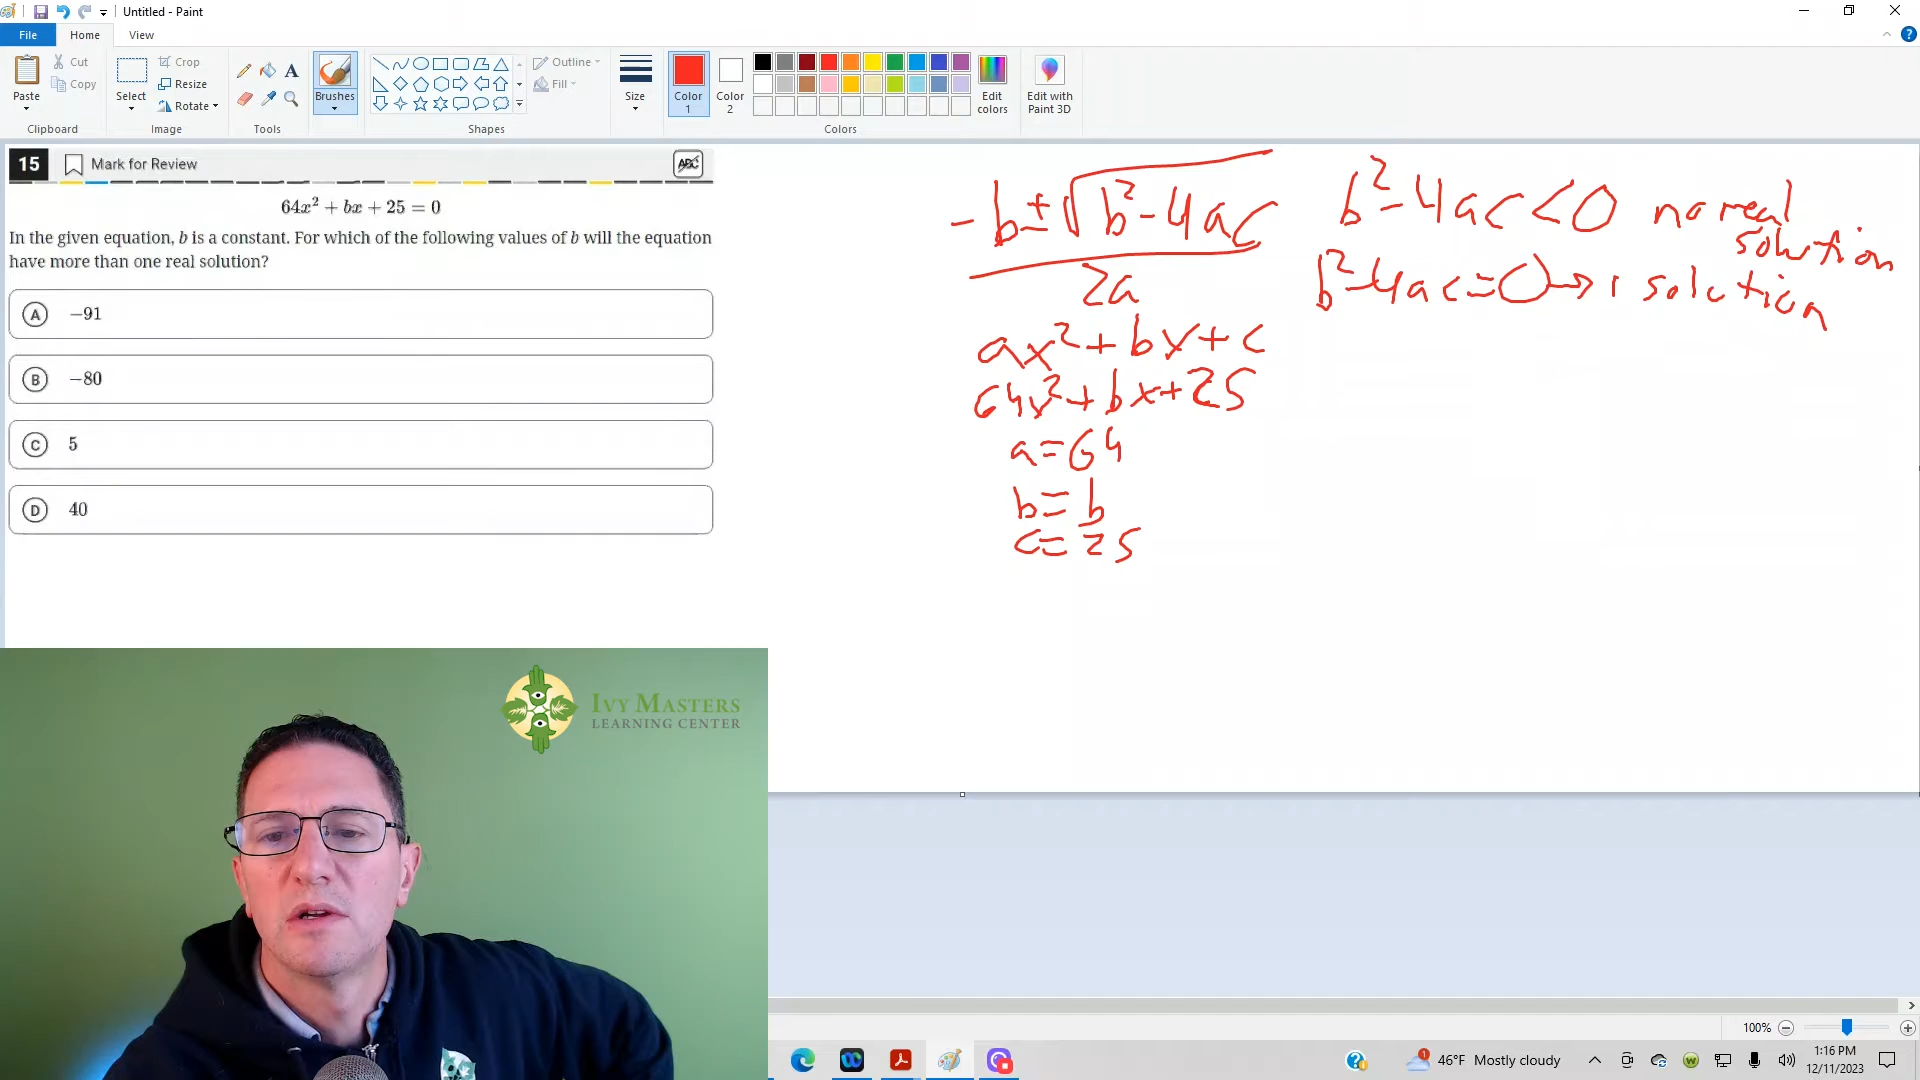 Untitled - Paint
File Home View
Paste Cut Copy Clipboard
Select Crop Resize Rotate Image
Tools
Brushes
Shapes
Outline Fill
Size
Color 1 Color 2 Edit colors Colors
Edit with Paint 3D
15 Mark for Review ABC
64x² + bx + 25 = 0
In the given equation, b is a constant. For which of the following values of b will the equation
have more than one real solution?
A −91
B −80
C 5
D 40
-b±√b²-4ac
2a
ax²+bx+c
64x²+bx+25
a=64
b=b
c=25
b²-4ac<0 no real
solution
b²-4ac=0→1 solution
IVY MASTERS
LEARNING CENTER
100%
46°F Mostly cloudy
1:16 PM
12/11/2023